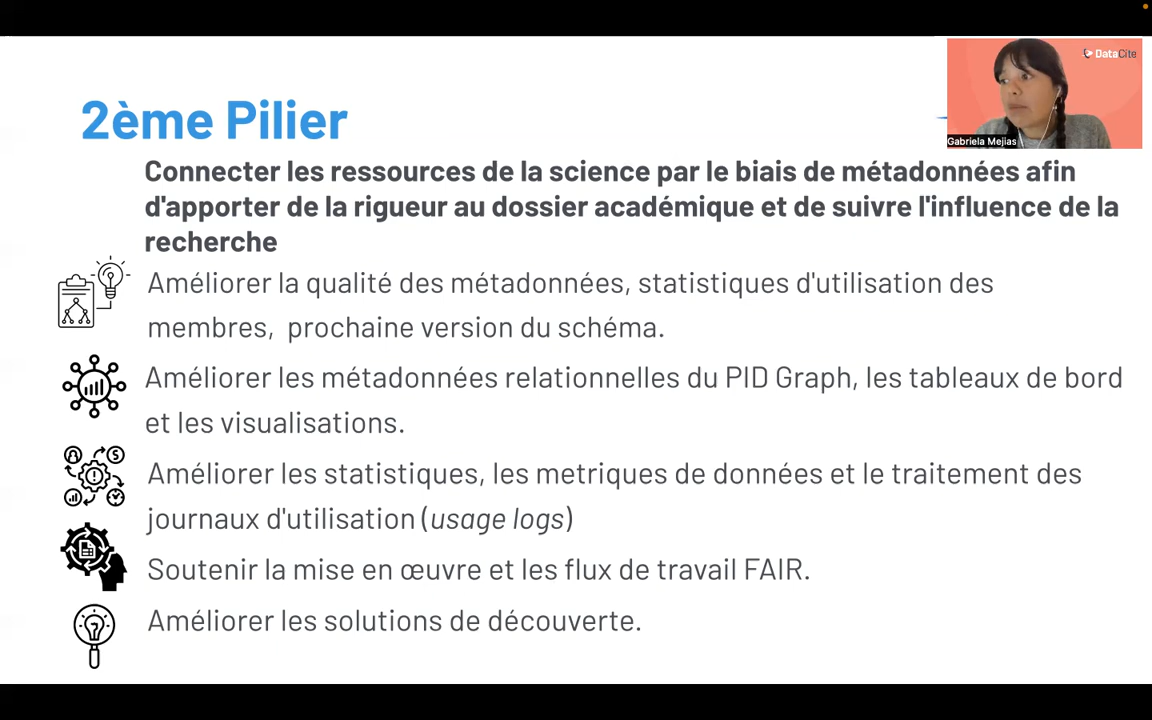 DataCite
Gabriela Mejias
2ème Pilier
Connecter les ressources de la science par le biais de métadonnées afin
d'apporter de la rigueur au dossier académique et de suivre l'influence de la
recherche
Améliorer la qualité des métadonnées, statistiques d'utilisation des
membres, prochaine version du schéma.
Améliorer les métadonnées relationnelles du PID Graph, les tableaux de bord
et les visualisations.
Améliorer les statistiques, les metriques de données et le traitement des
journaux d'utilisation (usage logs)
Soutenir la mise en œuvre et les flux de travail FAIR.
Améliorer les solutions de découverte.